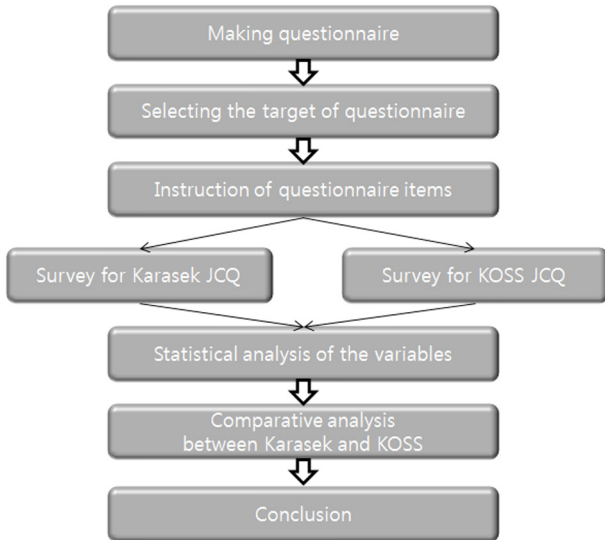 Making questionnaire
Selecting the target of questionnaire
Instruction of questionnaire items
Survey for Karasek JCQ
Survey for KOSS JCQ
Statistical analysis of the variables
Comparative analysis
between Karasek and KOSS
Conclusion